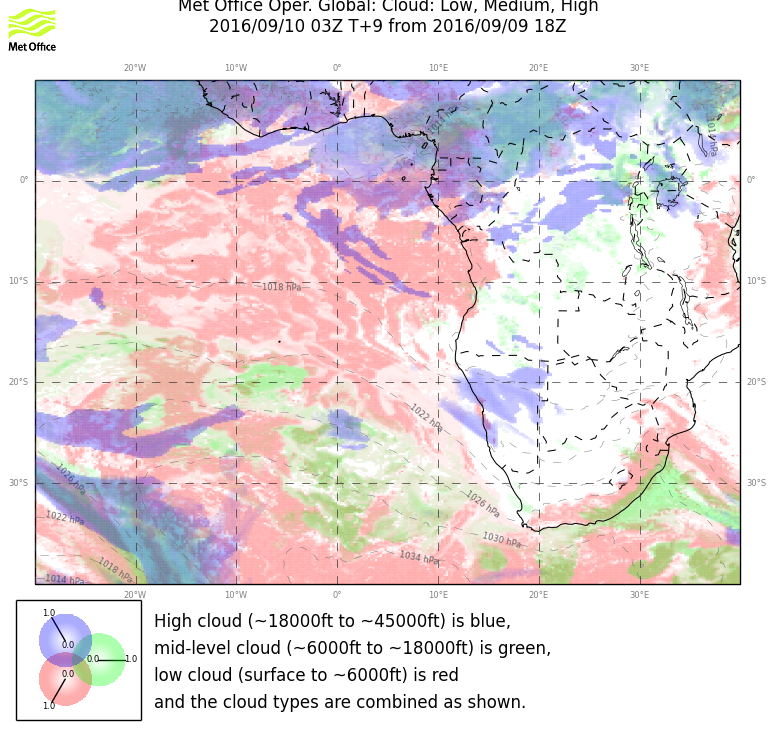 Met Office Oper. Global: Cloud: Low, Medium, High
2016/09/10 03Z T+9 from 2016/09/09 18Z
Met Office
20°W 10°W 0° 10°E 20°E 30°E
1014 hPa
0° 0°
10°S 1018 hPa 10°S
20°S 20°S
1022 hPa
30°S 1026 hPa 1026 hPa 30°S
1022 hPa 1030 hPa
1018 hPa 1034 hPa
1014 hPa
20°W 10°W 0° 10°E 20°E 30°E
1.0
0.0
0.0 1.0
0.0
1.0
High cloud (~18000ft to ~45000ft) is blue,
mid-level cloud (~6000ft to ~18000ft) is green,
low cloud (surface to ~6000ft) is red
and the cloud types are combined as shown.